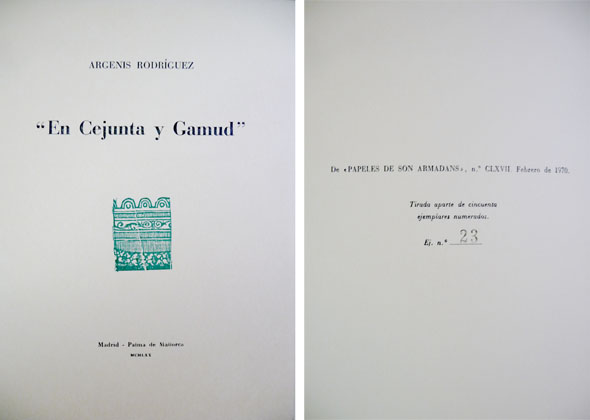 ARGENIS RODRÍGUEZ
"En Cejunta y Gamud"
Madrid - Palma de Mallorca
MCMLXX
De «PAPELES DE SON ARMADANS», n.º CLXVII. Febrero de 1970.
Tirada aparte de cincuenta
ejemplares numerados.
Ej. n.º 23